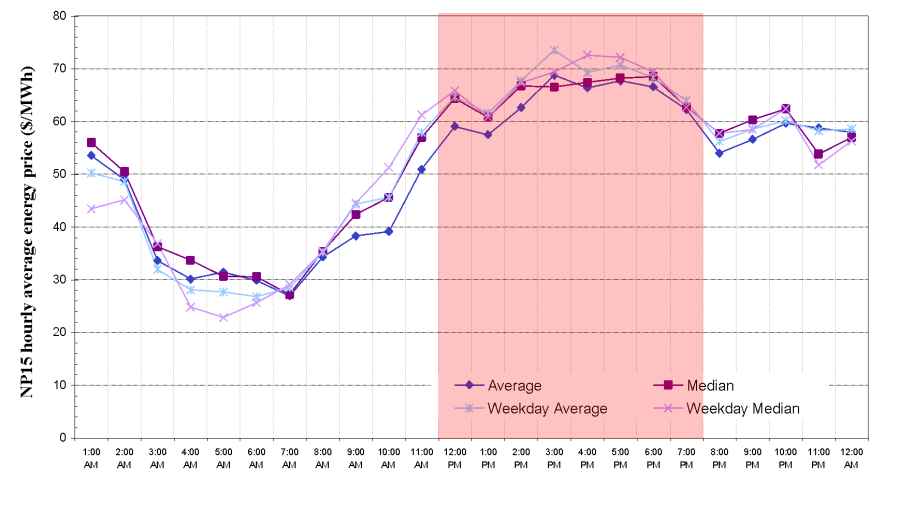 NP15 hourly average energy price ($/MWh)
80
70
60
50
40
30
20
10
0
Average
Median
Weekday Average
Weekday Median
1:00 AM
2:00 AM
3:00 AM
4:00 AM
5:00 AM
6:00 AM
7:00 AM
8:00 AM
9:00 AM
10:00 AM
11:00 AM
12:00 PM
1:00 PM
2:00 PM
3:00 PM
4:00 PM
5:00 PM
6:00 PM
7:00 PM
8:00 PM
9:00 PM
10:00 PM
11:00 PM
12:00 AM